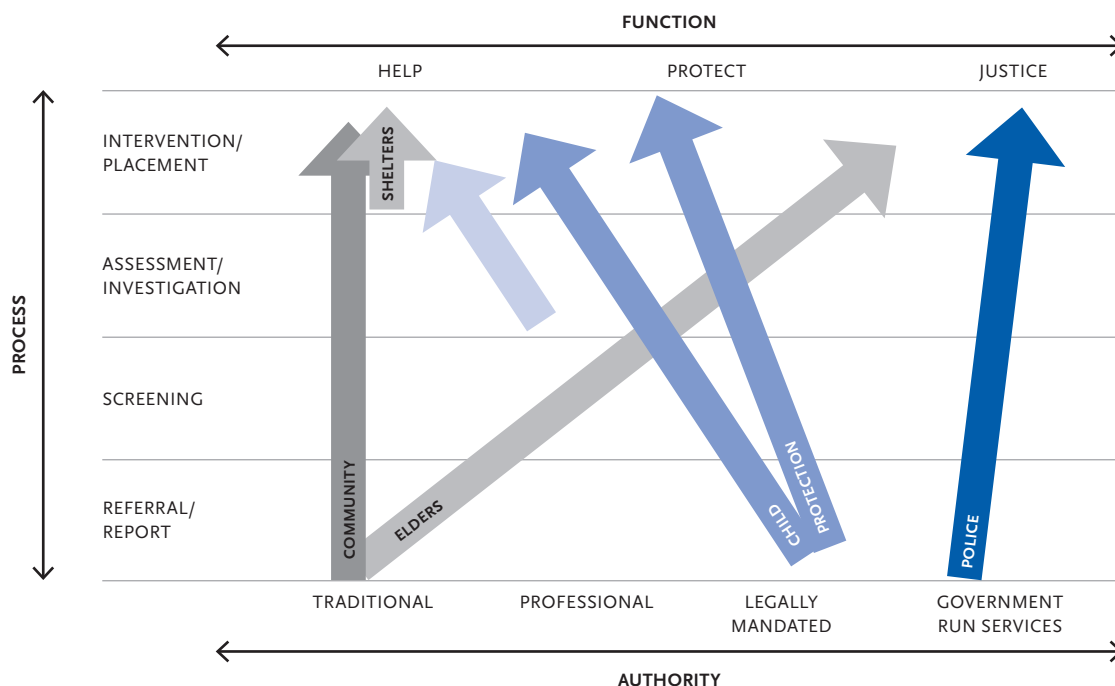 FUNCTION
HELP
PROTECT
JUSTICE
PROCESS
INTERVENTION/
PLACEMENT
SHELTERS
ASSESSMENT/
INVESTIGATION
SCREENING
REFERRAL/
REPORT
COMMUNITY
ELDERS
CHILD
PROTECTION
POLICE
TRADITIONAL
PROFESSIONAL
LEGALLY
MANDATED
GOVERNMENT
RUN SERVICES
AUTHORITY